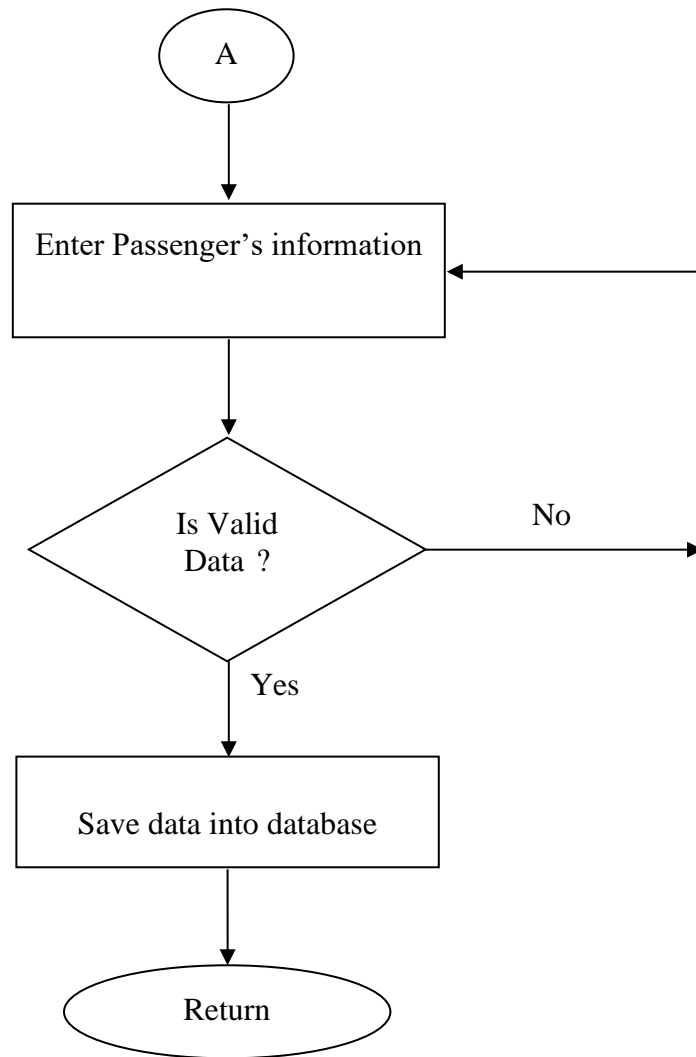 A
Enter Passenger’s information
Is Valid
Data ?
No
Yes
Save data into database
Return